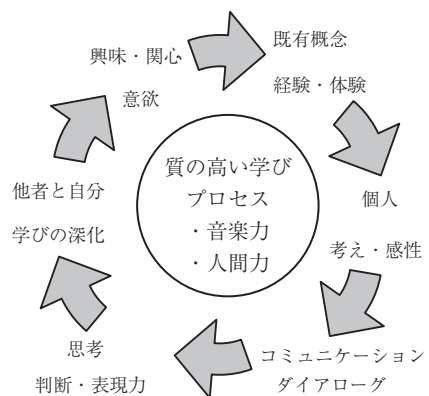 既有概念
経験・体験
個人
考え・感性
コミュニケーション
ダイアローグ
思考
判断・表現力
他者と自分
学びの深化
興味・関心
意欲
質の高い学び
プロセス
・音楽力
・人間力